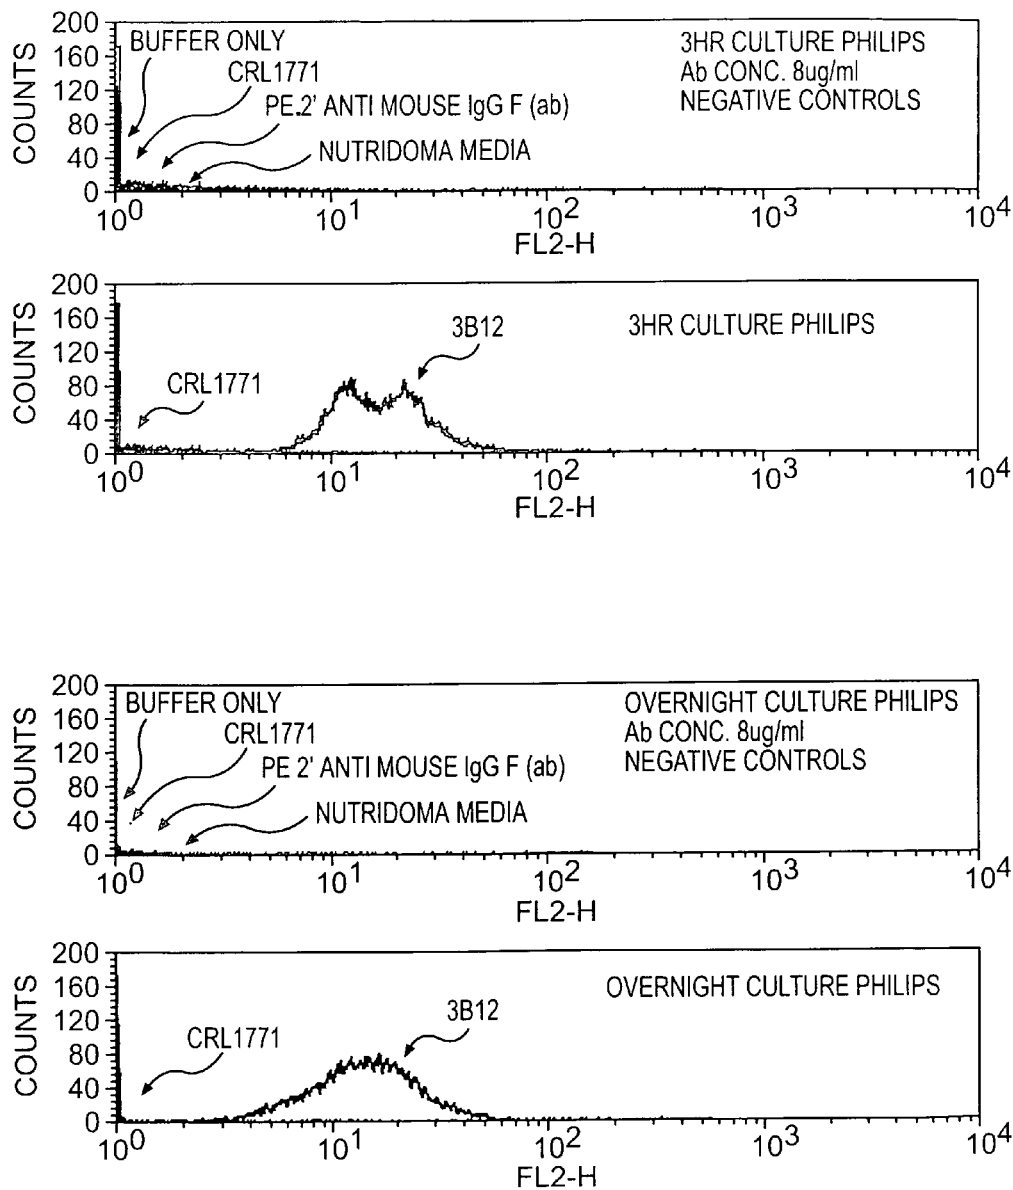 200
160
120
80
40
0
COUNTS
BUFFER ONLY
CRL1771
PE.2' ANTI MOUSE IgG F (ab)
NUTRIDOMA MEDIA
3HR CULTURE PHILIPS
Ab CONC. 8ug/ml
NEGATIVE CONTROLS
10^0 10^1 10^2 10^3 10^4
FL2-H
200
160
120
80
40
0
COUNTS
CRL1771
3B12
3HR CULTURE PHILIPS
10^0 10^1 10^2 10^3 10^4
FL2-H
200
160
120
80
40
0
COUNTS
BUFFER ONLY
CRL1771
PE 2' ANTI MOUSE IgG F (ab)
NUTRIDOMA MEDIA
OVERNIGHT CULTURE PHILIPS
Ab CONC. 8ug/ml
NEGATIVE CONTROLS
10^0 10^1 10^2 10^3 10^4
FL2-H
200
160
120
80
40
0
COUNTS
CRL1771
3B12
OVERNIGHT CULTURE PHILIPS
10^0 10^1 10^2 10^3 10^4
FL2-H